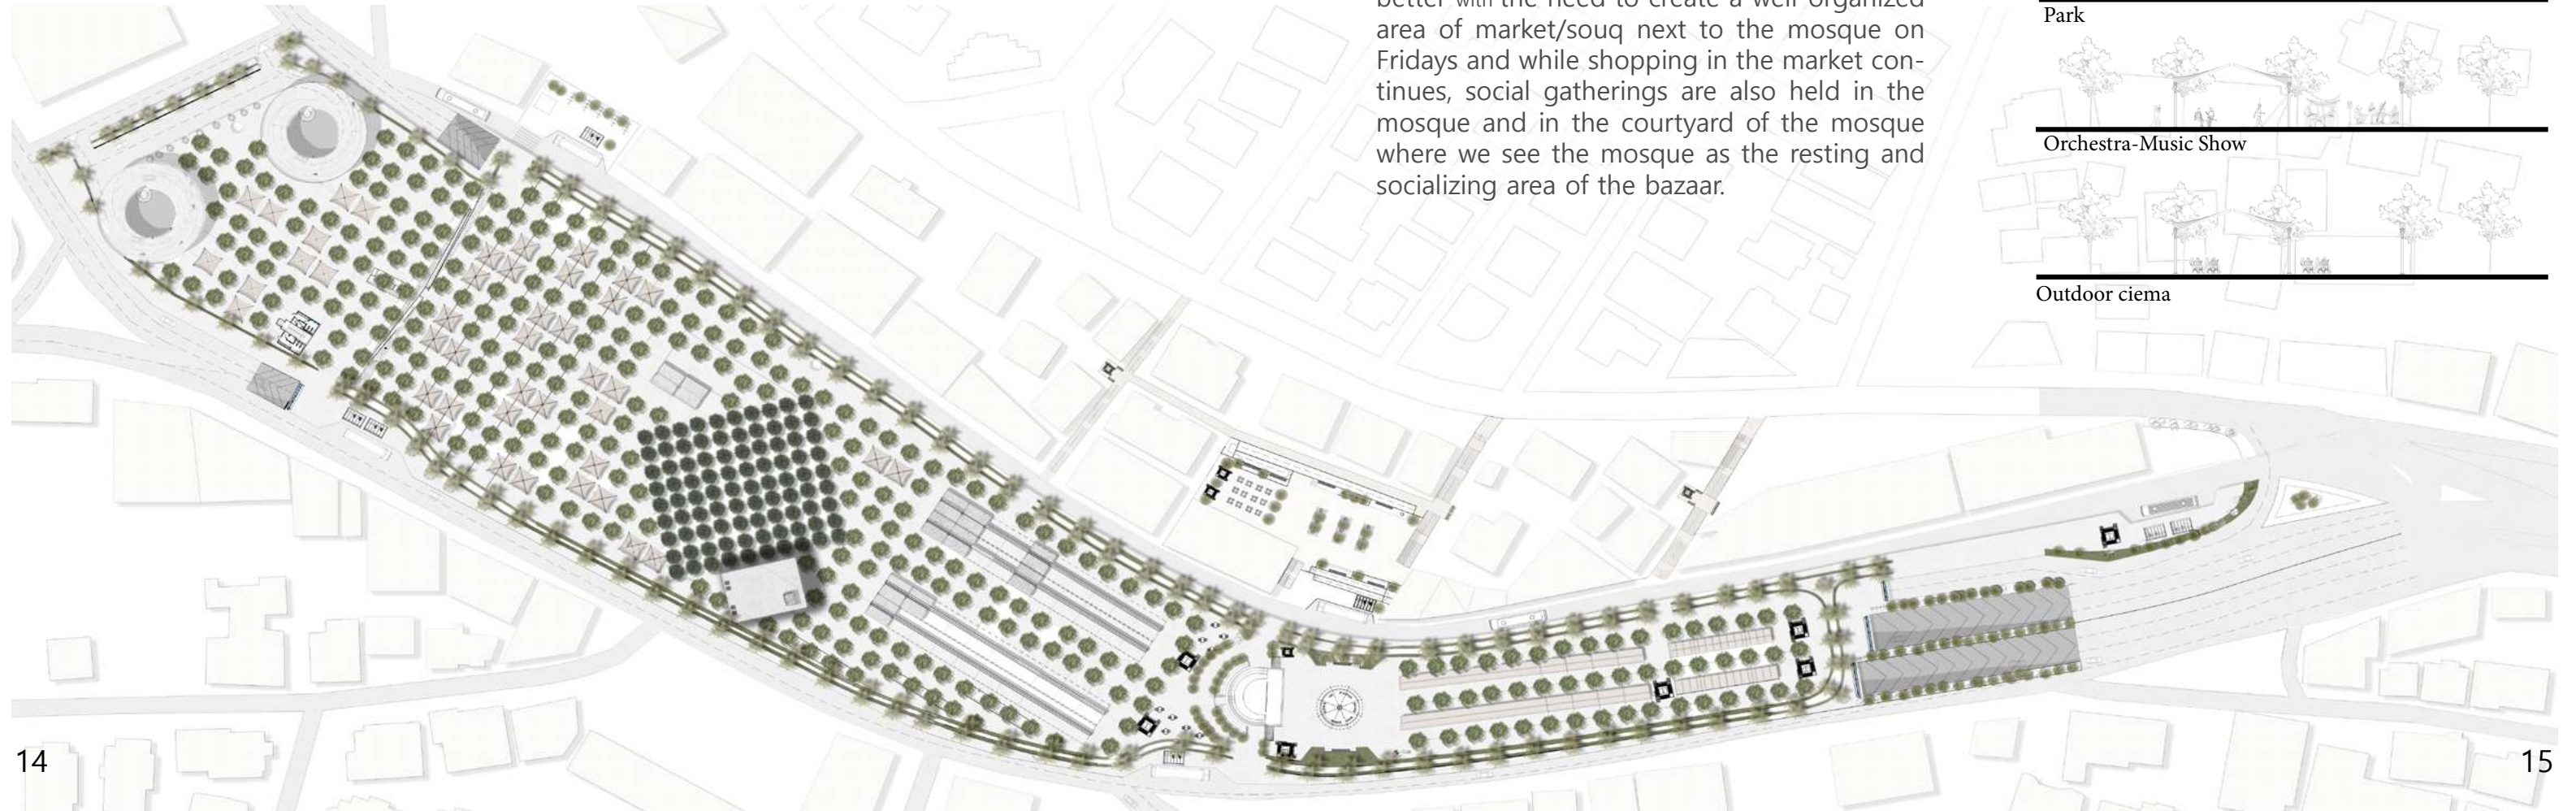 better with the need to create a well organized
area of market/souq next to the mosque on
Fridays and while shopping in the market con-
tinues, social gatherings are also held in the
mosque and in the courtyard of the mosque
where we see the mosque as the resting and
socializing area of the bazaar.
Park
Orchestra-Music Show
Outdoor ciema
14
15